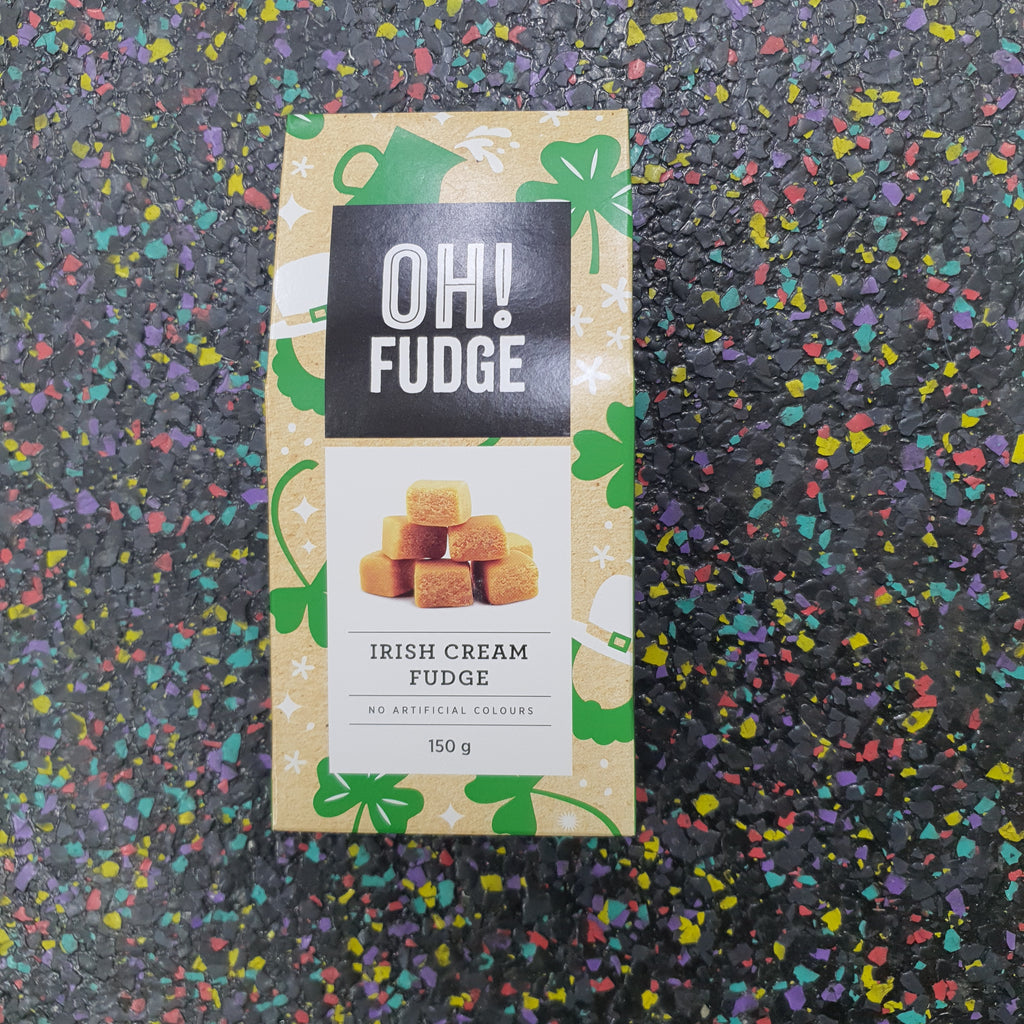 OH!
FUDGE
IRISH CREAM
FUDGE
NO ARTIFICIAL COLOURS
150 g